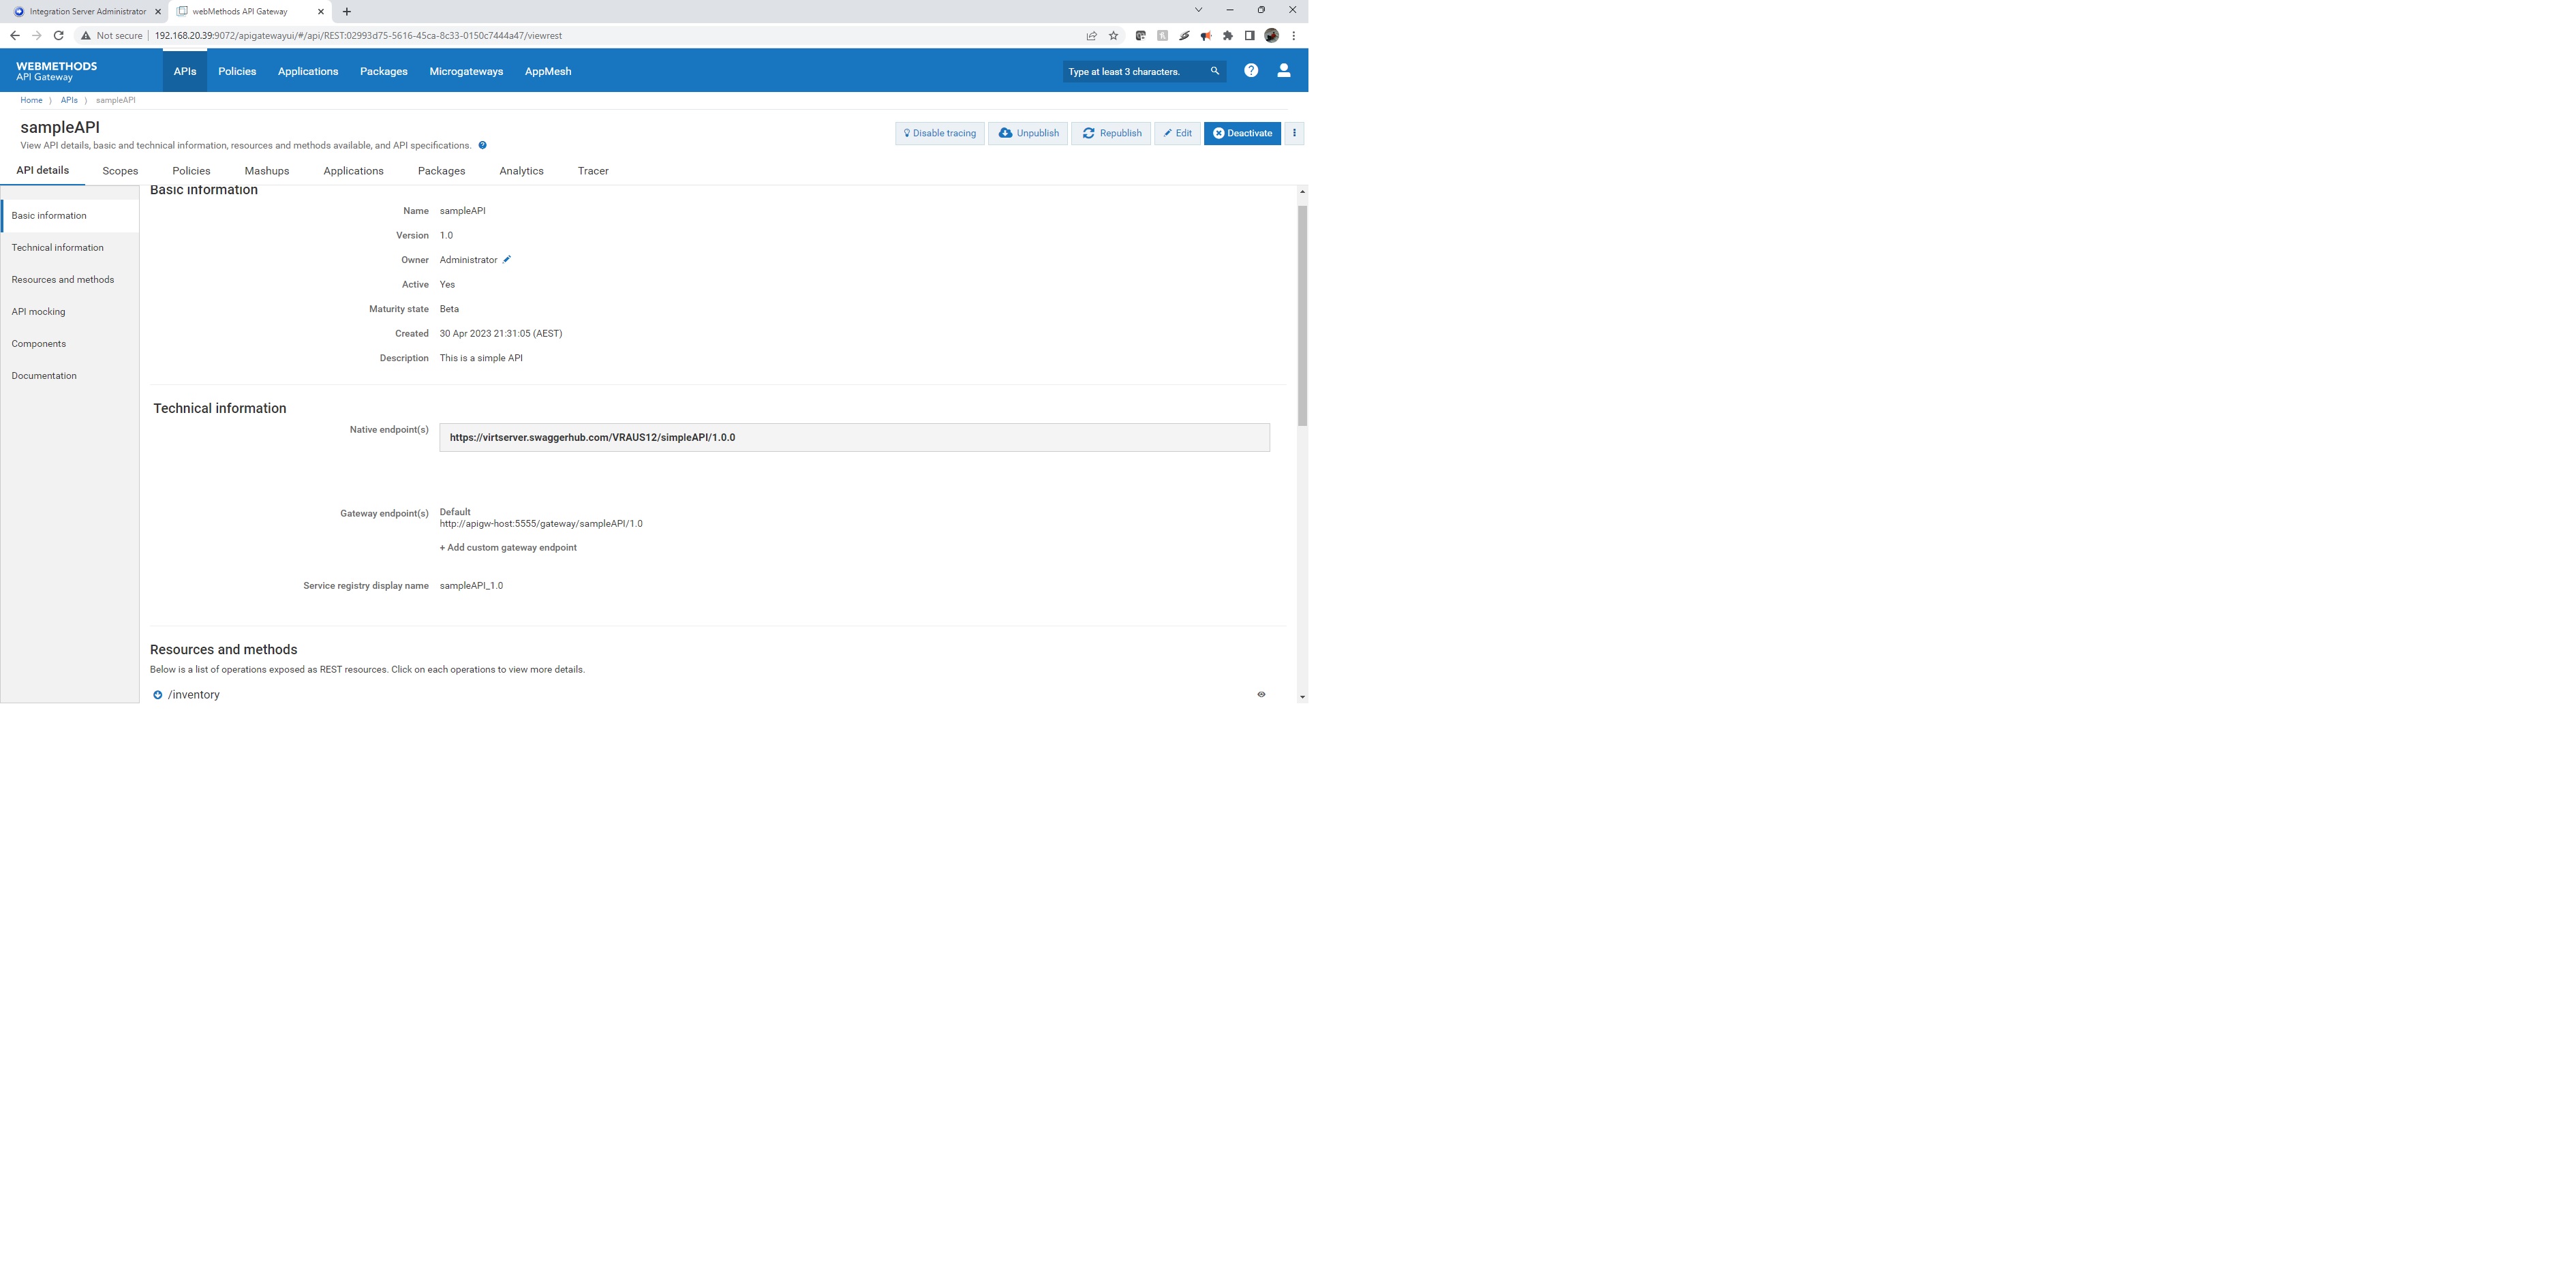 Integration Server Administrator
webMethods API Gateway
Not secure
192.168.20.39:9072/apigatewayui/#/api/REST:02993d75-5616-45ca-8c33-0150c7444a47/viewrest
WEBMETHODS
API Gateway
APIs
Policies
Applications
Packages
Microgateways
AppMesh
Type at least 3 characters.
Home
APIs
sampleAPI
sampleAPI
View API details, basic and technical information, resources and methods available, and API specifications.
Disable tracing
Unpublish
Republish
Edit
Deactivate
API details
Scopes
Policies
Mashups
Applications
Packages
Analytics
Tracer
Basic information
Technical information
Resources and methods
API mocking
Components
Documentation
Basic information
Name sampleAPI
Version 1.0
Owner Administrator
Active Yes
Maturity state Beta
Created 30 Apr 2023 21:31:05 (AEST)
Description This is a simple API
Technical information
Native endpoint(s) https://virtserver.swaggerhub.com/VRAUS12/simpleAPI/1.0.0
Gateway endpoint(s) Default
http://apigw-host:5555/gateway/sampleAPI/1.0
+ Add custom gateway endpoint
Service registry display name sampleAPI_1.0
Resources and methods
Below is a list of operations exposed as REST resources. Click on each operations to view more details.
/inventory